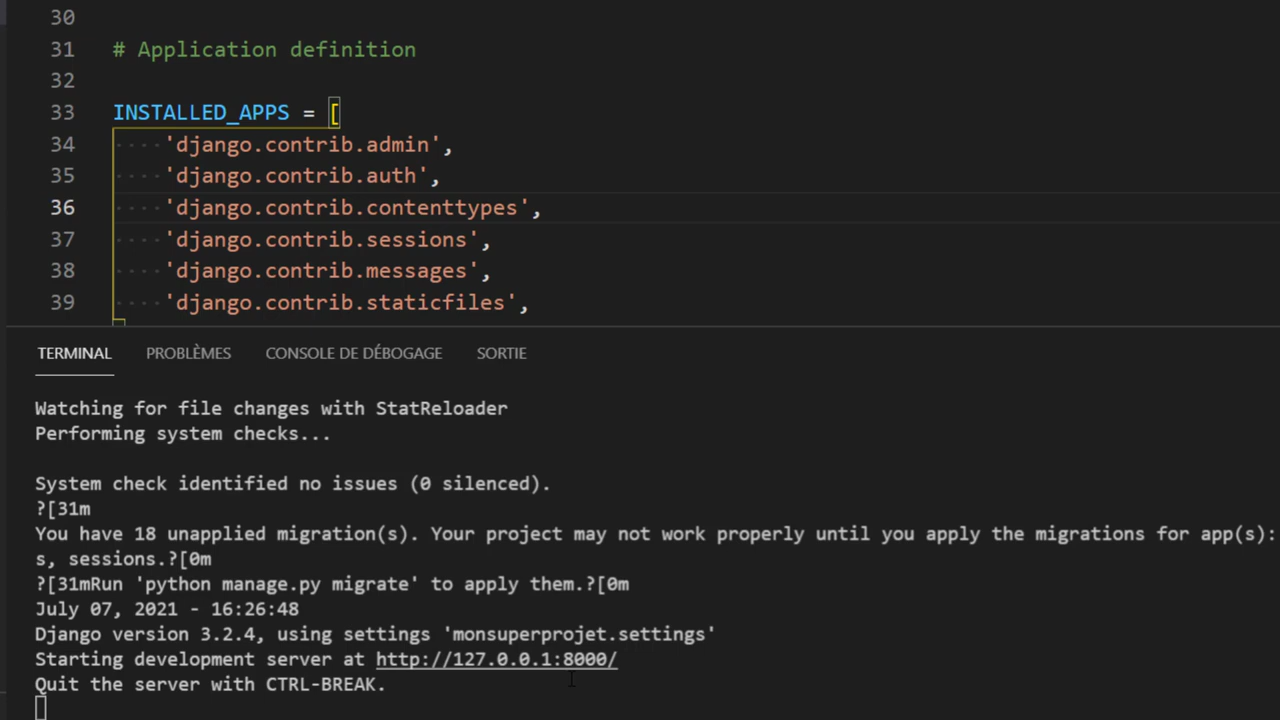 30
31 # Application definition
32
33 INSTALLED_APPS = [
34 'django.contrib.admin',
35 'django.contrib.auth',
36 'django.contrib.contenttypes',
37 'django.contrib.sessions',
38 'django.contrib.messages',
39 'django.contrib.staticfiles',
TERMINAL PROBLÈMES CONSOLE DE DÉBOGAGE SORTIE
Watching for file changes with StatReloader
Performing system checks...
System check identified no issues (0 silenced).
?[31m
You have 18 unapplied migration(s). Your project may not work properly until you apply the migrations for app(s):
s, sessions.?[0m
?[31mRun 'python manage.py migrate' to apply them.?[0m
July 07, 2021 - 16:26:48
Django version 3.2.4, using settings 'monsuperprojet.settings'
Starting development server at http://127.0.0.1:8000/
Quit the server with CTRL-BREAK.